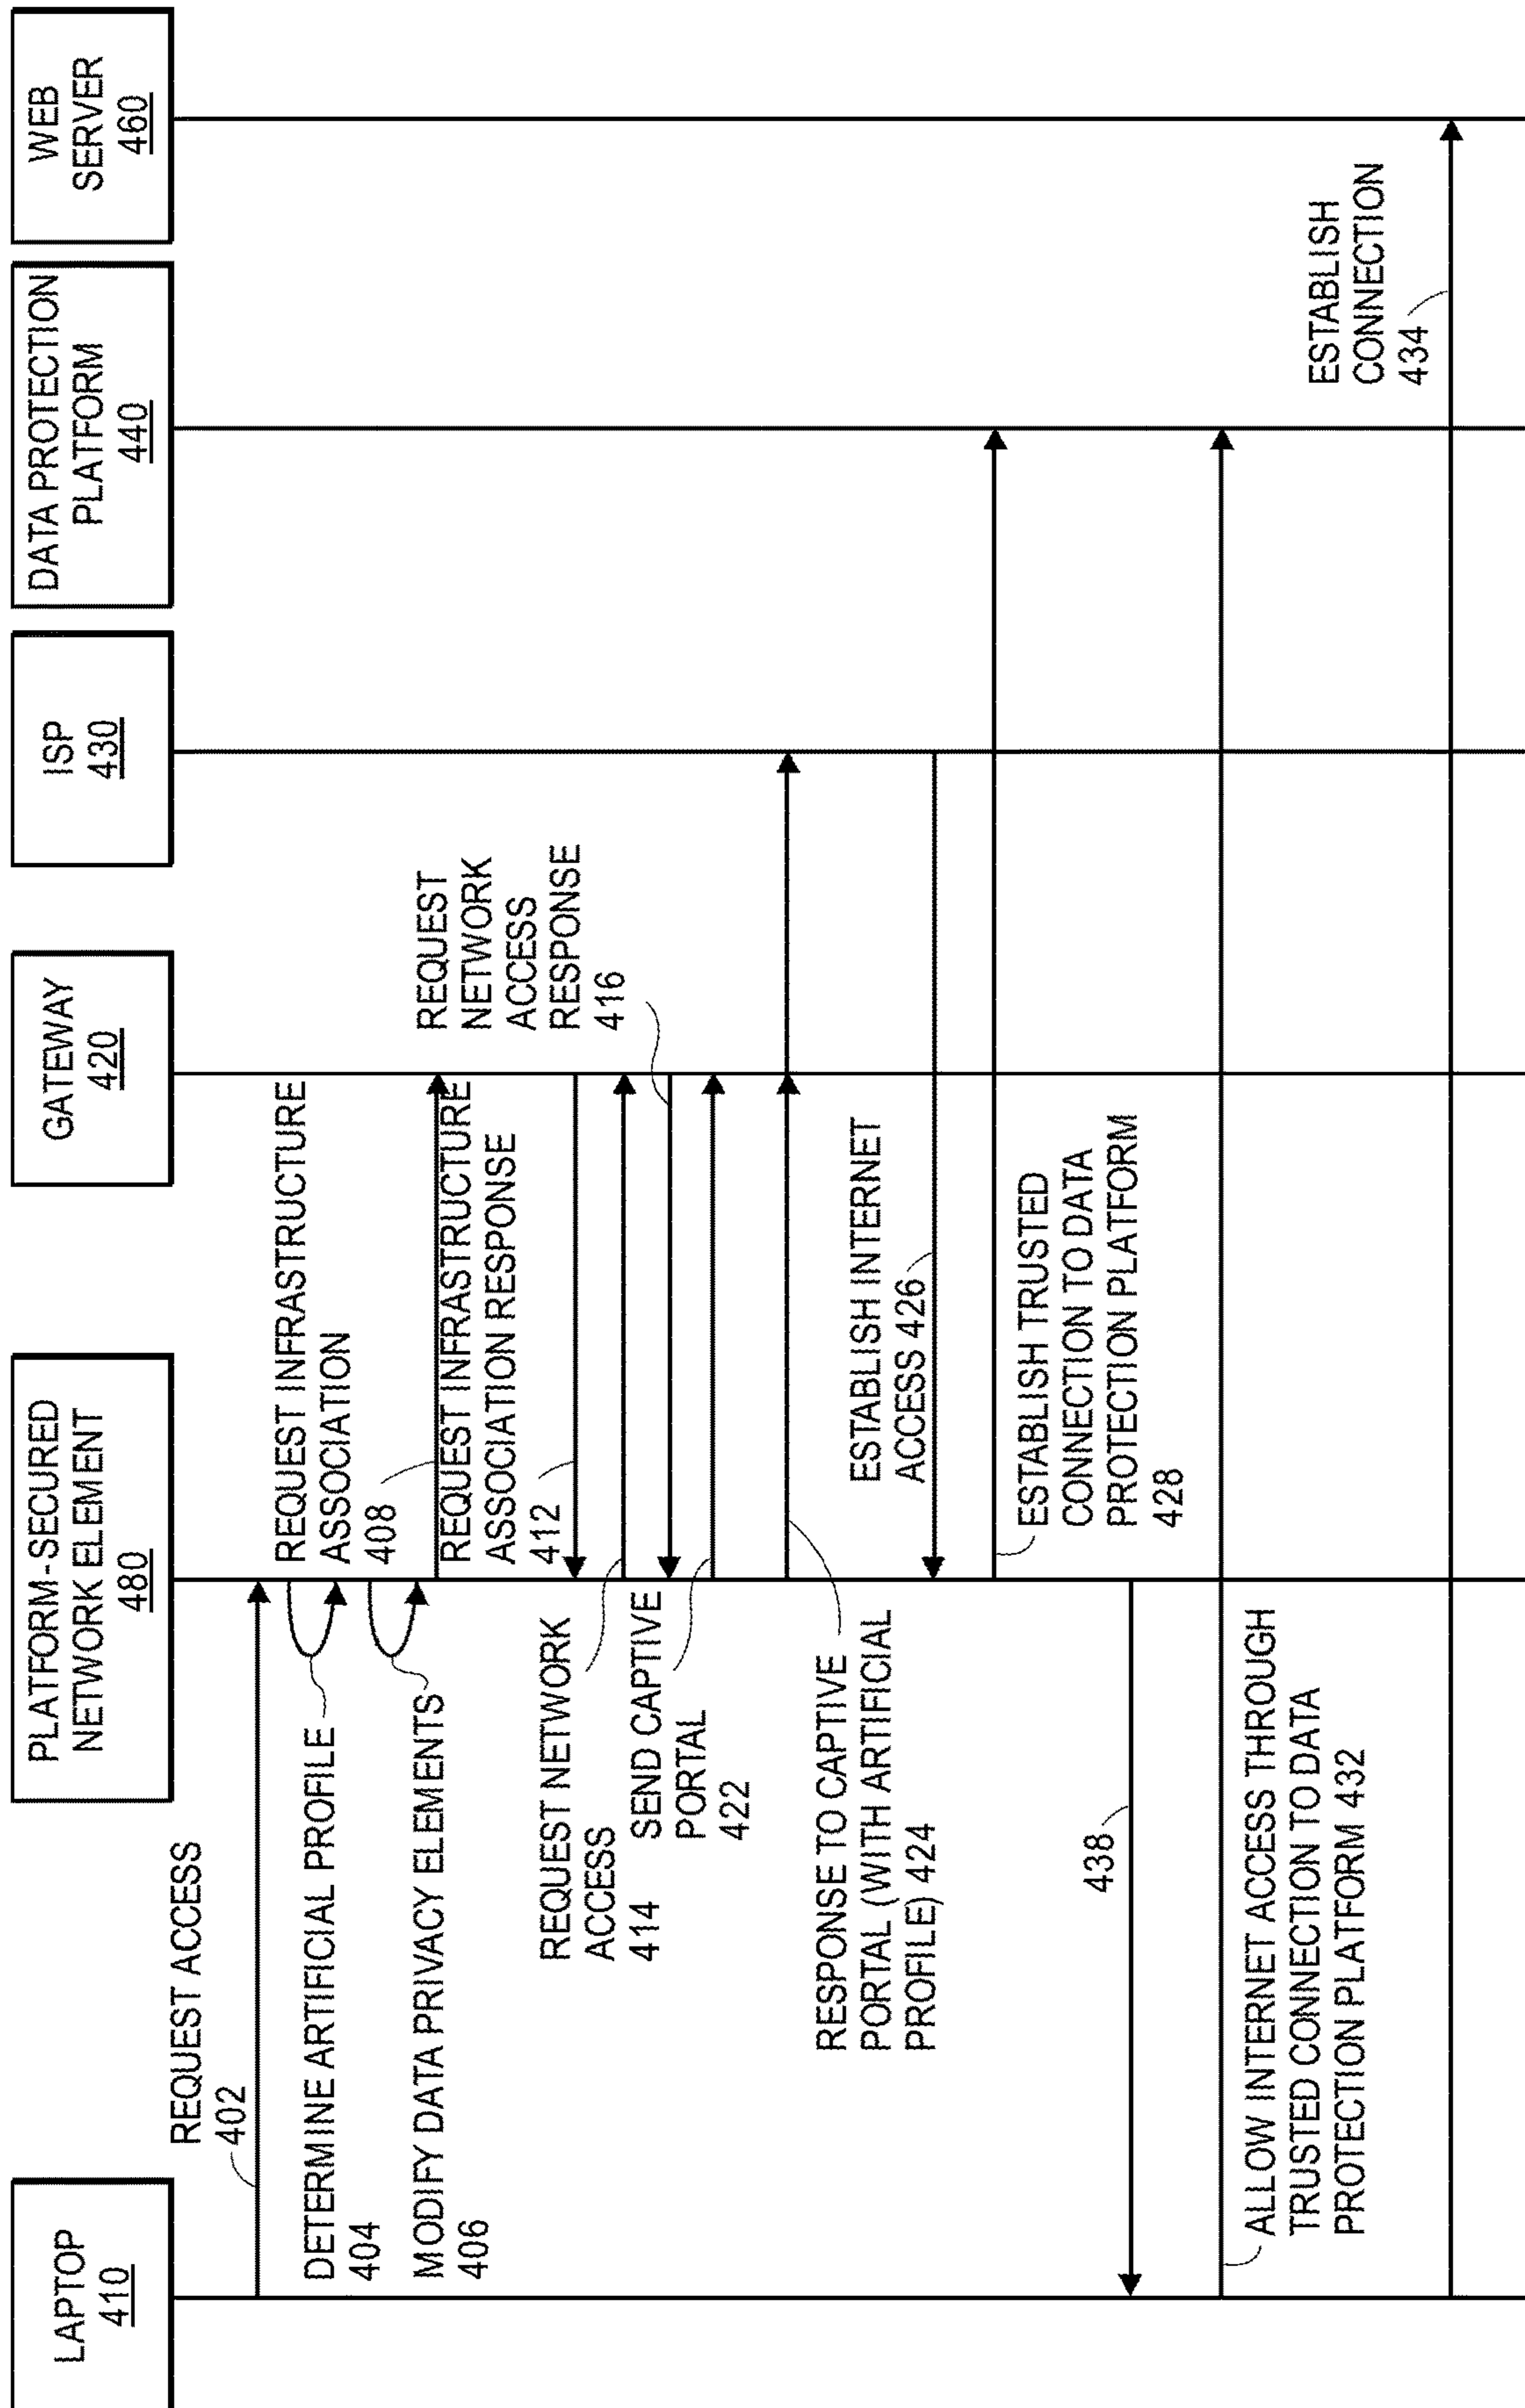 LAPTOP
410
PLATFORM-SECURED
NETWORK ELEMENT
480
GATEWAY
420
ISP
430
DATA PROTECTION
PLATFORM
440
WEB
SERVER
460
REQUEST ACCESS
402
DETERMINE ARTIFICIAL PROFILE
404
MODIFY DATA PRIVACY ELEMENTS
406
REQUEST INFRASTRUCTURE
ASSOCIATION
408
REQUEST INFRASTRUCTURE
ASSOCIATION RESPONSE
412
REQUEST NETWORK
ACCESS
414
REQUEST
NETWORK
ACCESS
RESPONSE
416
SEND CAPTIVE
PORTAL
422
RESPONSE TO CAPTIVE
PORTAL (WITH ARTIFICIAL
PROFILE) 424
ESTABLISH INTERNET
ACCESS 426
ESTABLISH TRUSTED
CONNECTION TO DATA
PROTECTION PLATFORM
428
438
ALLOW INTERNET ACCESS THROUGH
TRUSTED CONNECTION TO DATA
PROTECTION PLATFORM 432
ESTABLISH
CONNECTION
434